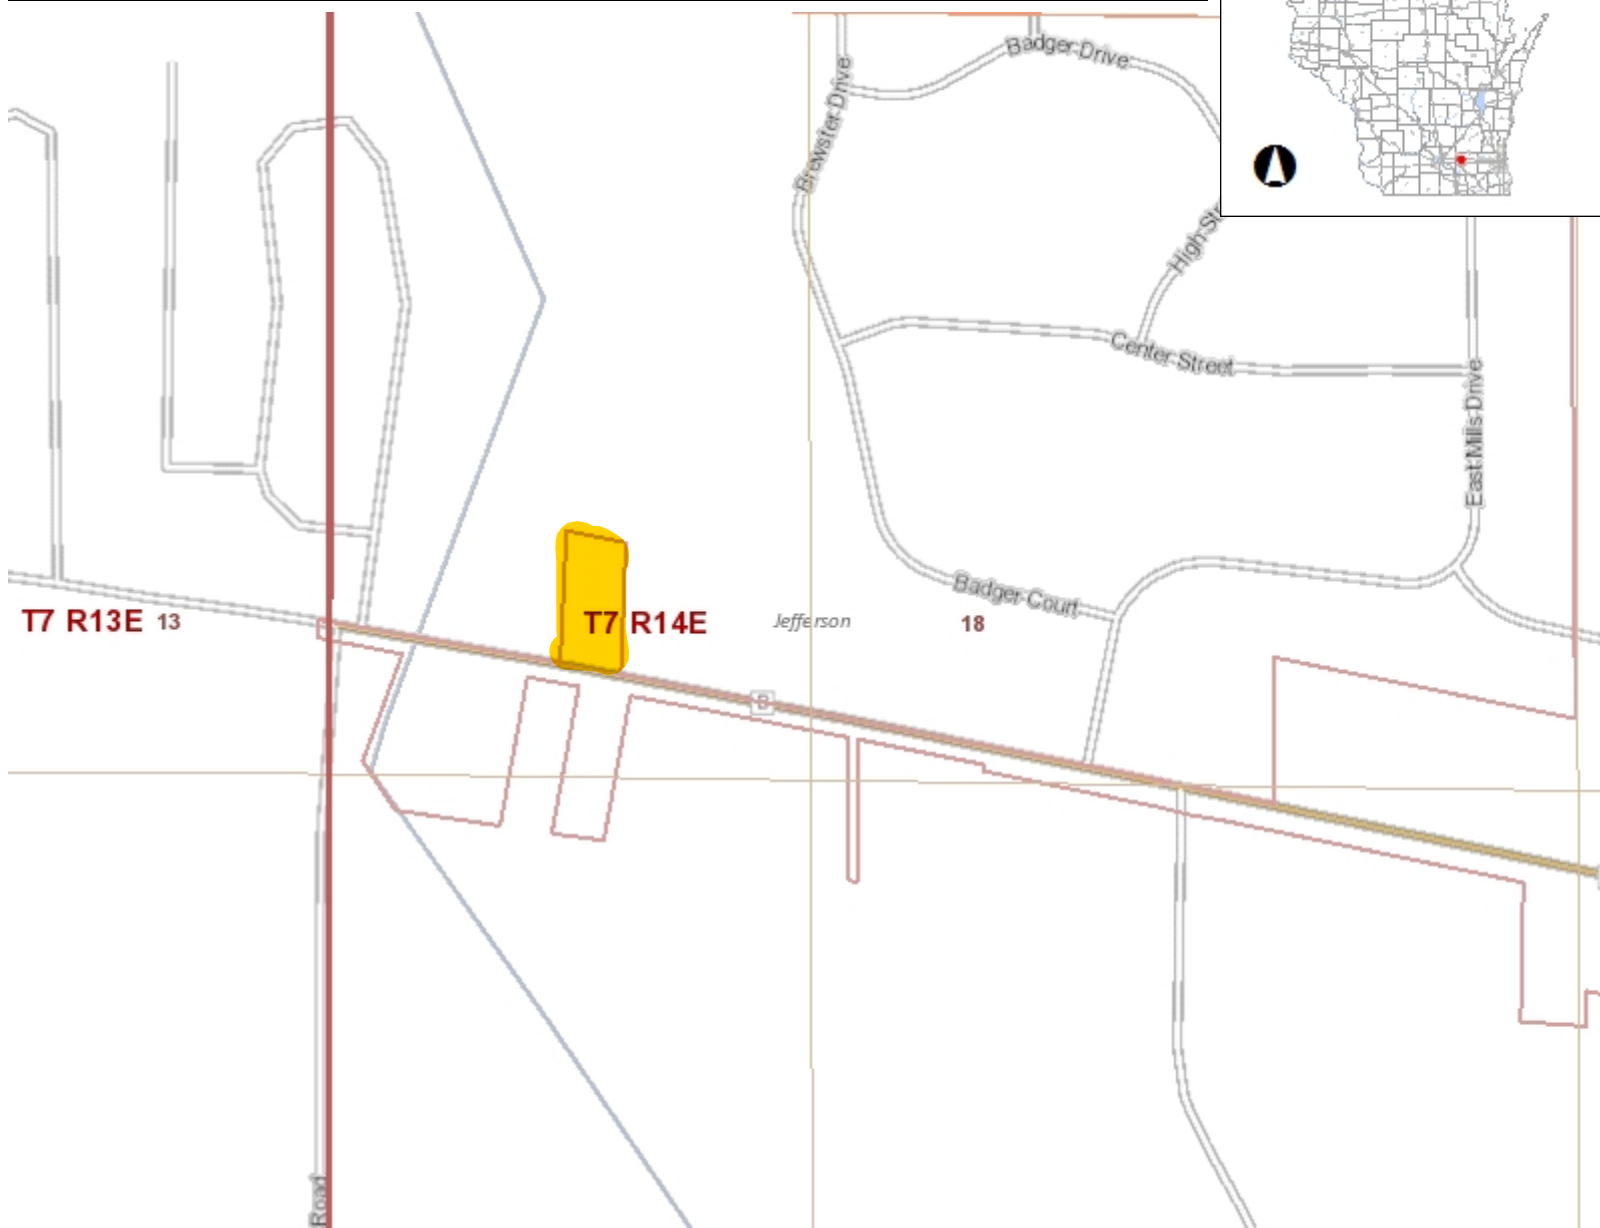 Badger Drive
Brewster Drive
High St
Center Street
East Mills Drive
Badger Court
T7 R13E 13
T7 R14E
Jefferson
18
B
Road